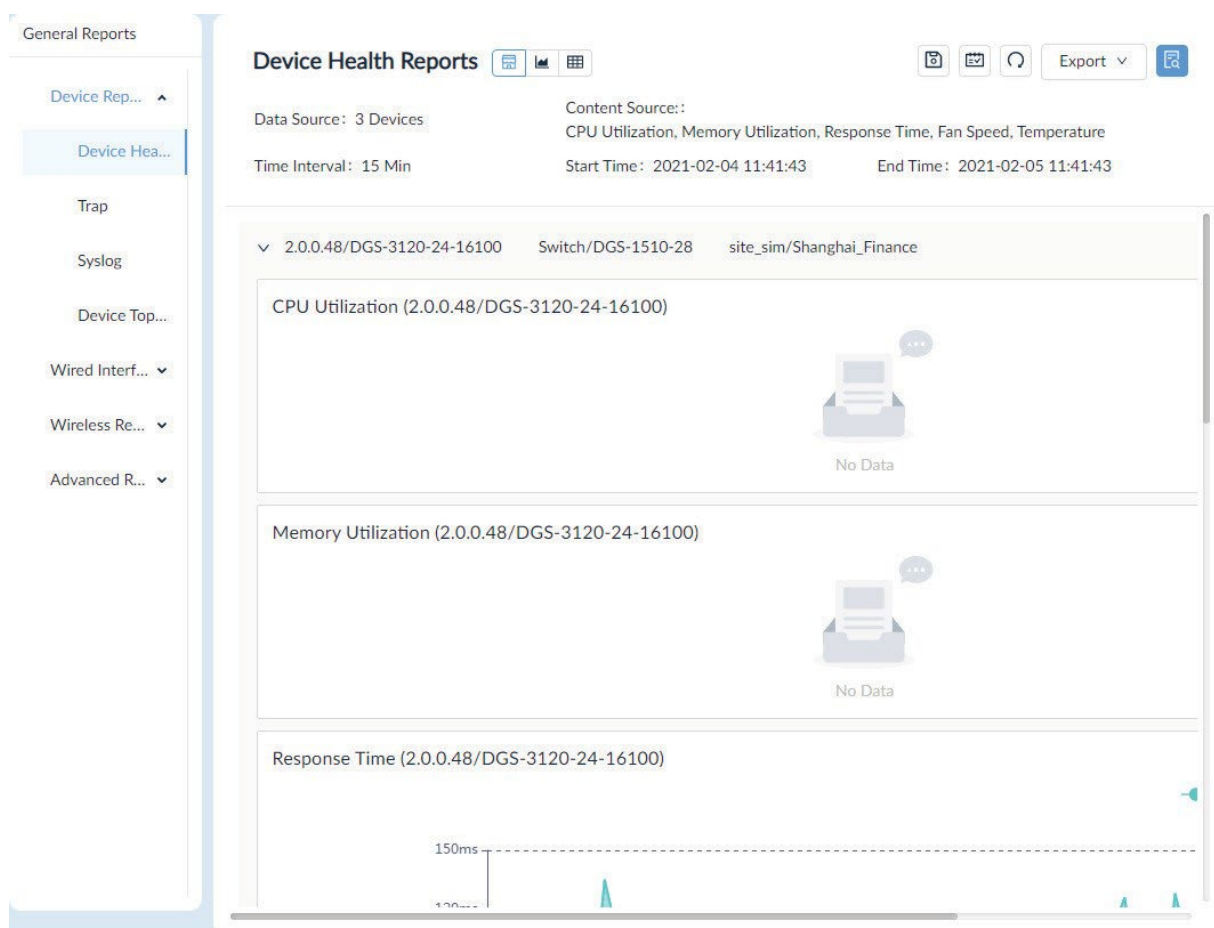 General Reports
Device Rep...
Device Hea...
Trap
Syslog
Device Top...
Wired Interf...
Wireless Re...
Advanced R...
Device Health Reports
Export
Data Source: 3 Devices
Content Source::
CPU Utilization, Memory Utilization, Response Time, Fan Speed, Temperature
Time Interval: 15 Min
Start Time: 2021-02-04 11:41:43
End Time: 2021-02-05 11:41:43
2.0.0.48/DGS-3120-24-16100 Switch/DGS-1510-28 site_sim/Shanghai_Finance
CPU Utilization (2.0.0.48/DGS-3120-24-16100)
No Data
Memory Utilization (2.0.0.48/DGS-3120-24-16100)
No Data
Response Time (2.0.0.48/DGS-3120-24-16100)
150ms